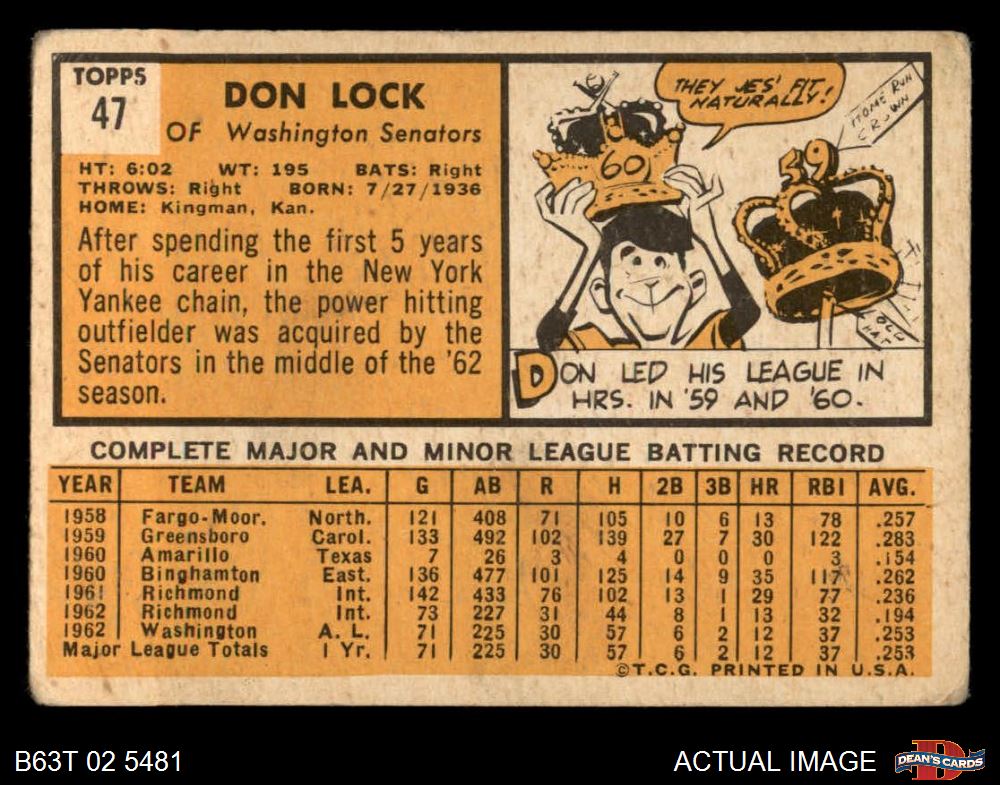 TOPPS
47
DON LOCK
OF Washington Senators
HT: 6:02 WT: 195 BATS: Right
THROWS: Right BORN: 7/27/1936
HOME: Kingman, Kan.
After spending the first 5 years
of his career in the New York
Yankee chain, the power hitting
outfielder was acquired by the
Senators in the middle of the '62
season.
THEY JES' FIT
NATURALLY!
60
59
HOME RUN
CROWN
OLD
HAT
DON LED HIS LEAGUE IN
HRS. IN '59 AND '60.
COMPLETE MAJOR AND MINOR LEAGUE BATTING RECORD
YEAR TEAM LEA. G AB R H 2B 3B HR RBI AVG.
1958 Fargo-Moor. North. 121 408 71 105 10 6 13 78 .257
1959 Greensboro Carol. 133 492 102 139 27 7 30 122 .283
1960 Amarillo Texas 7 26 3 4 0 0 0 3 .154
1960 Binghamton East. 136 477 101 125 14 9 35 117 .262
1961 Richmond Int. 142 433 76 102 13 1 29 77 .236
1962 Richmond Int. 73 227 31 44 8 1 13 32 .194
1962 Washington A. L. 71 225 30 57 6 2 12 37 .253
Major League Totals 1 Yr. 71 225 30 57 6 2 12 37 .253
©T.C.G. PRINTED IN U.S.A.
B63T 02 5481
ACTUAL IMAGE
DEAN'S CARDS